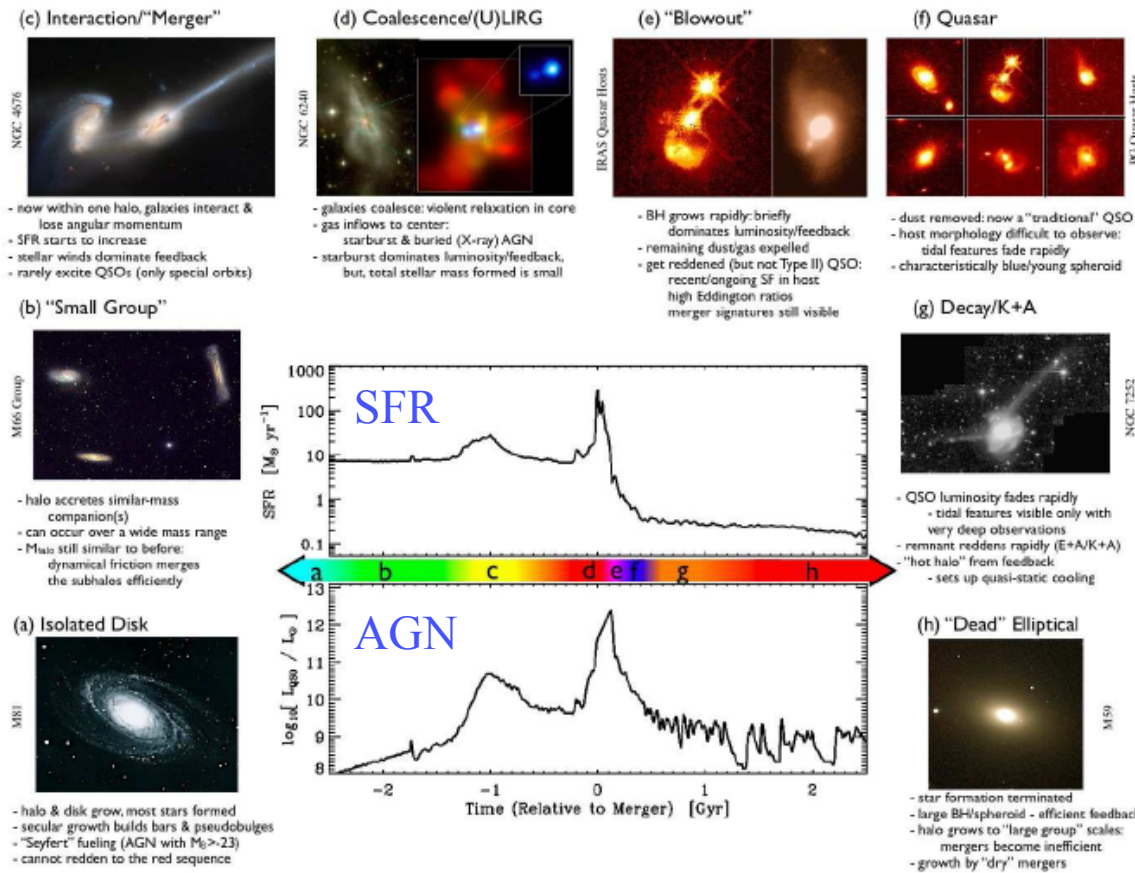 (c) Interaction/"Merger"
NGC 4676
- now within one halo, galaxies interact &
lose angular momentum
- SFR starts to increase
- stellar winds dominate feedback
- rarely excite QSOs (only special orbits)
(d) Coalescence/(U)LIRG
NGC 6240
- galaxies coalesce: violent relaxation in core
- gas inflows to center:
starburst & buried (X-ray) AGN
- starburst dominates luminosity/feedback,
but, total stellar mass formed is small
(e) "Blowout"
IRAS Quasar Hosts
- BH grows rapidly: briefly
dominates luminosity/feedback
- remaining dust/gas expelled
- get reddened (but not Type II) QSO:
recent/ongoing SF in host
high Eddington ratios
merger signatures still visible
(f) Quasar
PG Quasar Hosts
- dust removed: now a "traditional" QSO
- host morphology difficult to observe:
tidal features fade rapidly
- characteristically blue/young spheroid
(b) "Small Group"
M66 Group
- halo accretes similar-mass
companion(s)
- can occur over a wide mass range
- Mhalo still similar to before:
dynamical friction merges
the subhalos efficiently
(g) Decay/K+A
NGC 7252
- QSO luminosity fades rapidly
- tidal features visible only with
very deep observations
- remnant reddens rapidly (E+A/K+A)
- "hot halo" from feedback
- sets up quasi-static cooling
(a) Isolated Disk
M81
- halo & disk grow, most stars formed
- secular growth builds bars & pseudobulges
- "Seyfert" fueling (AGN with MB>-23)
- cannot redden to the red sequence
(h) "Dead" Elliptical
M59
- star formation terminated
- large BH/spheroid - efficient feedback
- halo grows to "large group" scales:
mergers become inefficient
- growth by "dry" mergers
SFR
SFR [M☉ yr⁻¹]
1000
100
10
1
0.1
a b c d e f g h
AGN
log10[ LQSO / L☉ ]
13
12
11
10
9
8
-2 -1 0 1 2
Time (Relative to Merger) [Gyr]